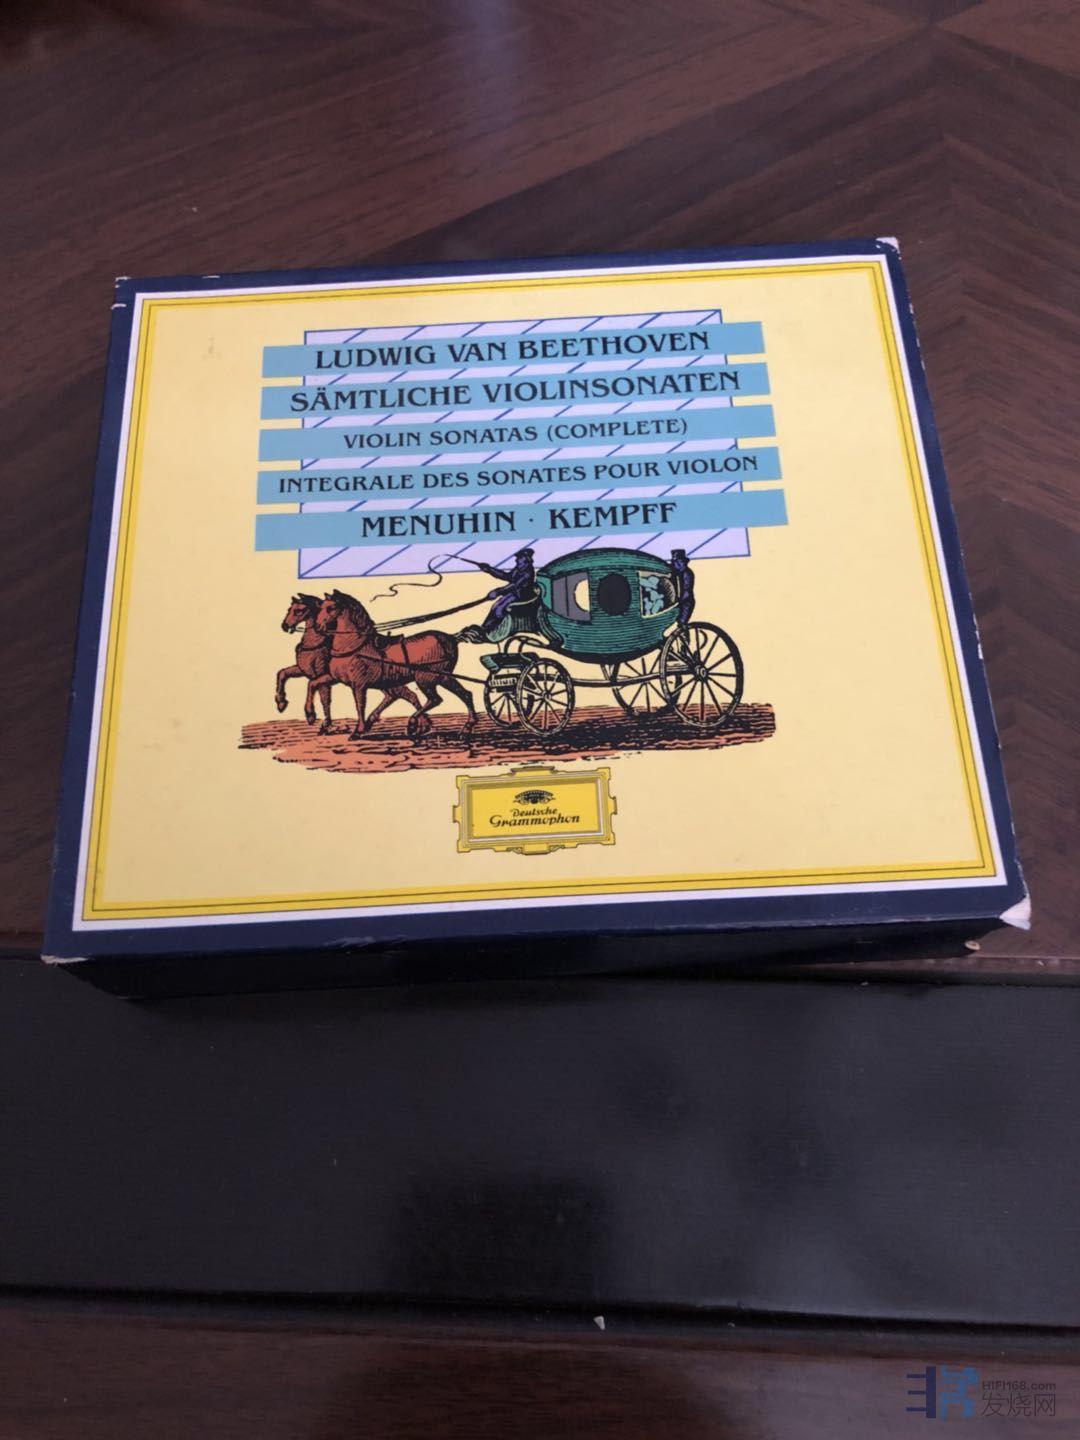 LUDWIG VAN BEETHOVEN
SÄMTLICHE VIOLINSONATEN
VIOLIN SONATAS (COMPLETE)
INTEGRALE DES SONATES POUR VIOLON
MENUHIN · KEMPFF
Deutsche
Grammophon
HIFI168.com
发烧网